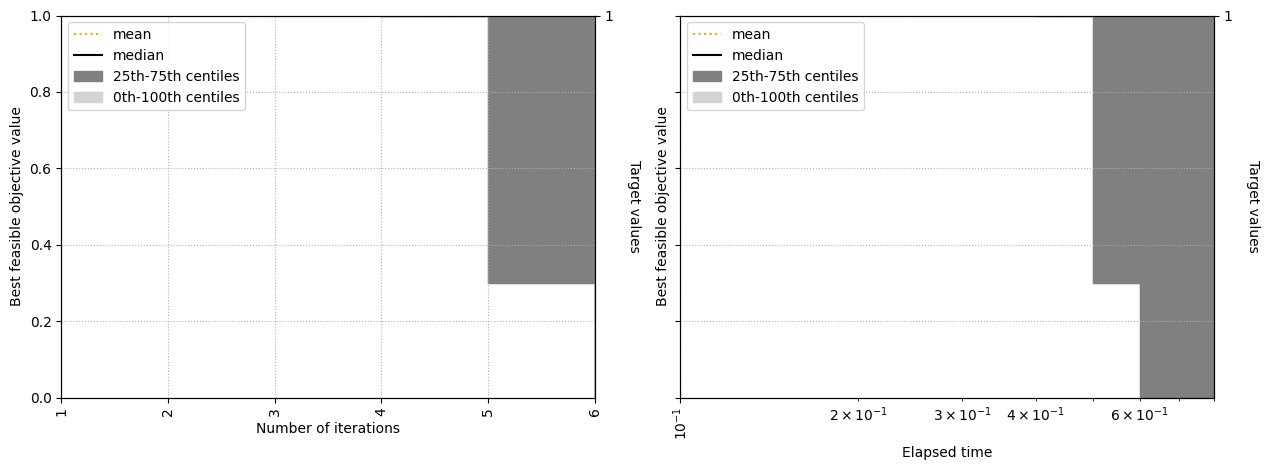 1.0
0.8
0.6
0.4
0.2
0.0
Best feasible objective value
mean
median
25th-75th centiles
0th-100th centiles
1
Target values
1
2
3
4
5
6
Number of iterations
Best feasible objective value
mean
median
25th-75th centiles
0th-100th centiles
1
Target values
10⁻¹
2 × 10⁻¹
3 × 10⁻¹
4 × 10⁻¹
6 × 10⁻¹
Elapsed time